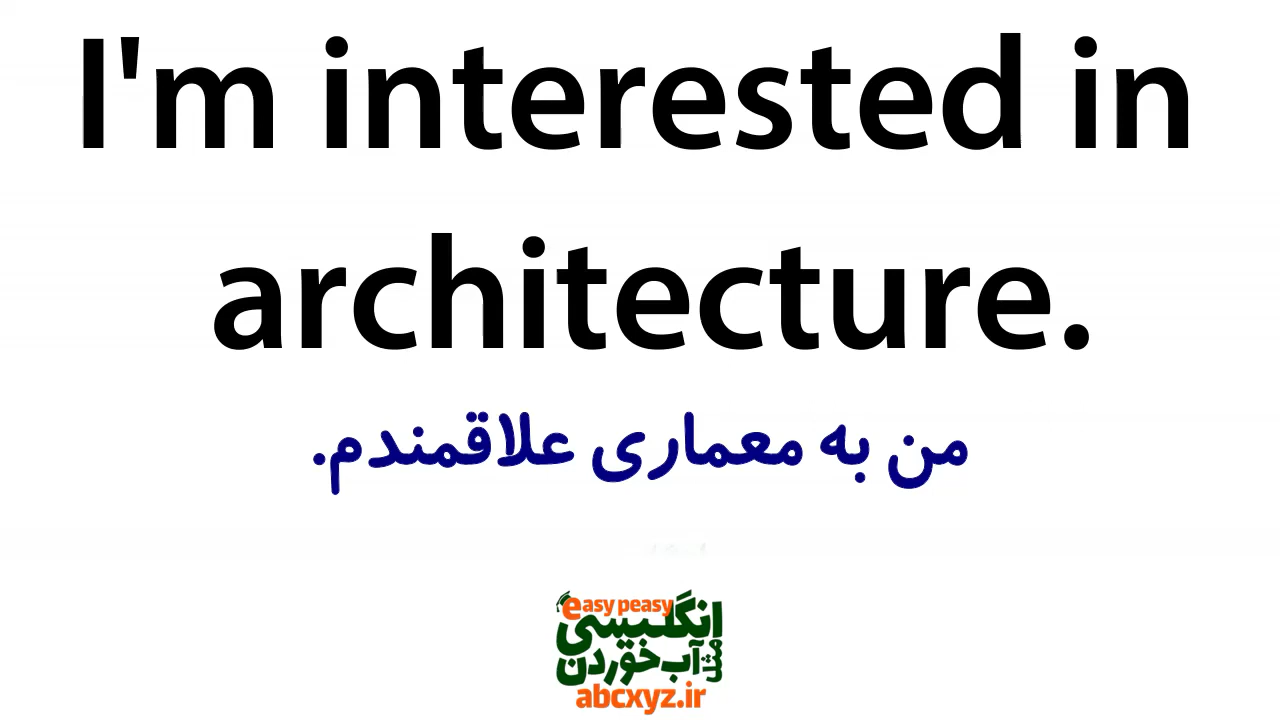 I'm interested in
architecture.
من به معماری علاقمندم.
easy peasy
انگلیسی
مثل آب خوردن
abcxyz.ir